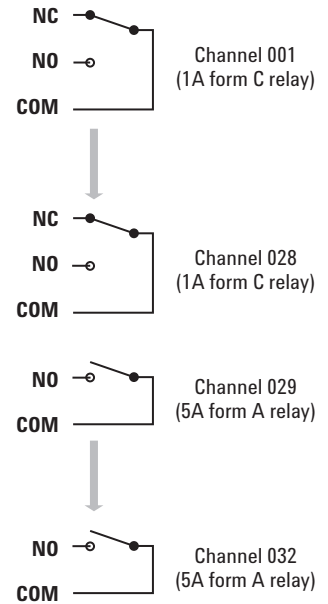 NC
NO
COM
Channel 001
(1A form C relay)
NC
NO
COM
Channel 028
(1A form C relay)
NO
COM
Channel 029
(5A form A relay)
NO
COM
Channel 032
(5A form A relay)